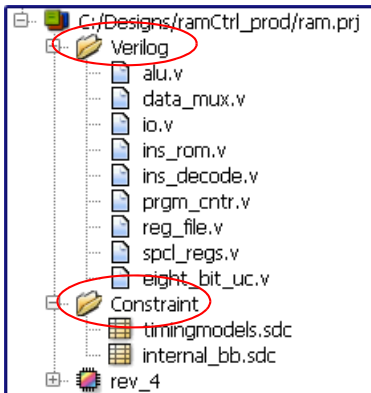 C:/Designs/ramCtrl_prod/ram.prj
Verilog
alu.v
data_mux.v
io.v
ins_rom.v
ins_decode.v
prgm_cntr.v
reg_file.v
spcl_regs.v
eight_bit_uc.v
Constraint
timingmodels.sdc
internal_bb.sdc
rev_4